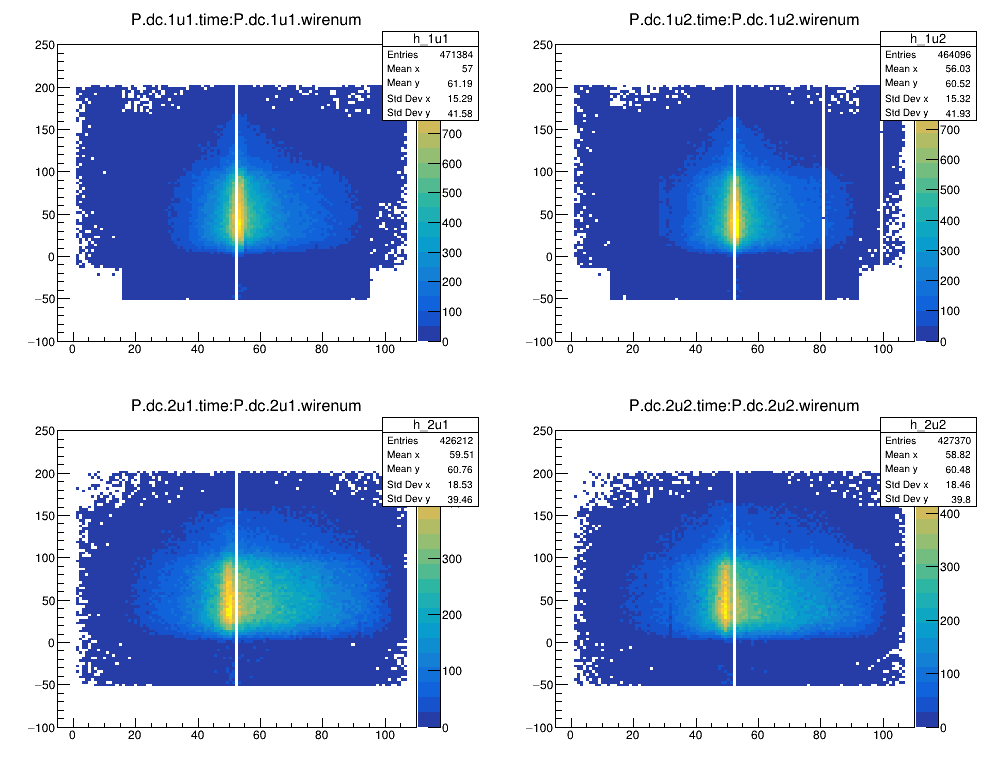 P.dc.1u1.time:P.dc.1u1.wirenum
h_1u1
Entries 471384
Mean x 57
Mean y 61.19
Std Dev x 15.29
Std Dev y 41.58
250
200
150
100
50
0
−50
−100
0 20 40 60 80 100
700
600
500
400
300
200
100
0
P.dc.1u2.time:P.dc.1u2.wirenum
h_1u2
Entries 464096
Mean x 56.03
Mean y 60.52
Std Dev x 15.32
Std Dev y 41.93
250
200
150
100
50
0
−50
−100
0 20 40 60 80 100
700
600
500
400
300
200
100
0
P.dc.2u1.time:P.dc.2u1.wirenum
h_2u1
Entries 426212
Mean x 59.51
Mean y 60.76
Std Dev x 18.53
Std Dev y 39.46
250
200
150
100
50
0
−50
−100
0 20 40 60 80 100
300
200
100
0
P.dc.2u2.time:P.dc.2u2.wirenum
h_2u2
Entries 427370
Mean x 58.82
Mean y 60.48
Std Dev x 18.46
Std Dev y 39.8
250
200
150
100
50
0
−50
−100
0 20 40 60 80 100
400
300
200
100
0